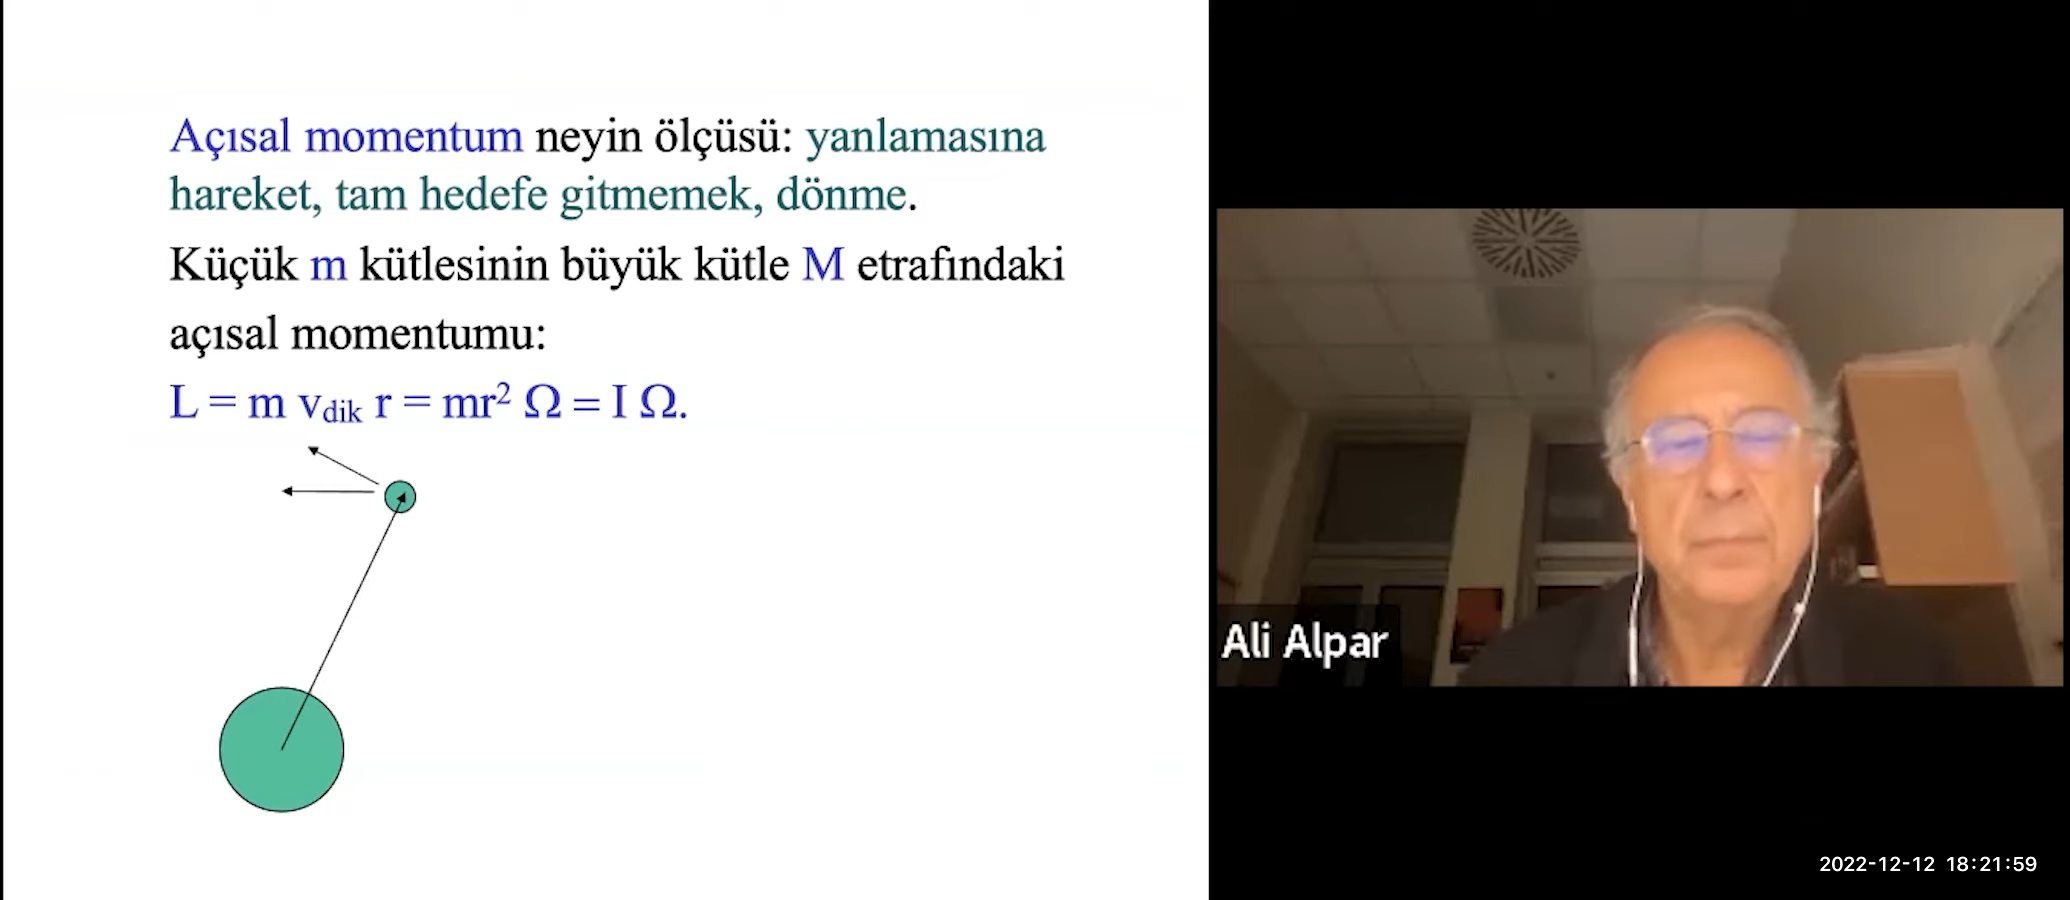 Açısal momentum neyin ölçüsü: yanlamasına
hareket, tam hedefe gitmemek, dönme.
Küçük m kütlesinin büyük kütle M etrafındaki
açısal momentumu:
L = m v_dik r = mr² Ω = I Ω.
Ali Alpar
2022-12-12 18:21:59